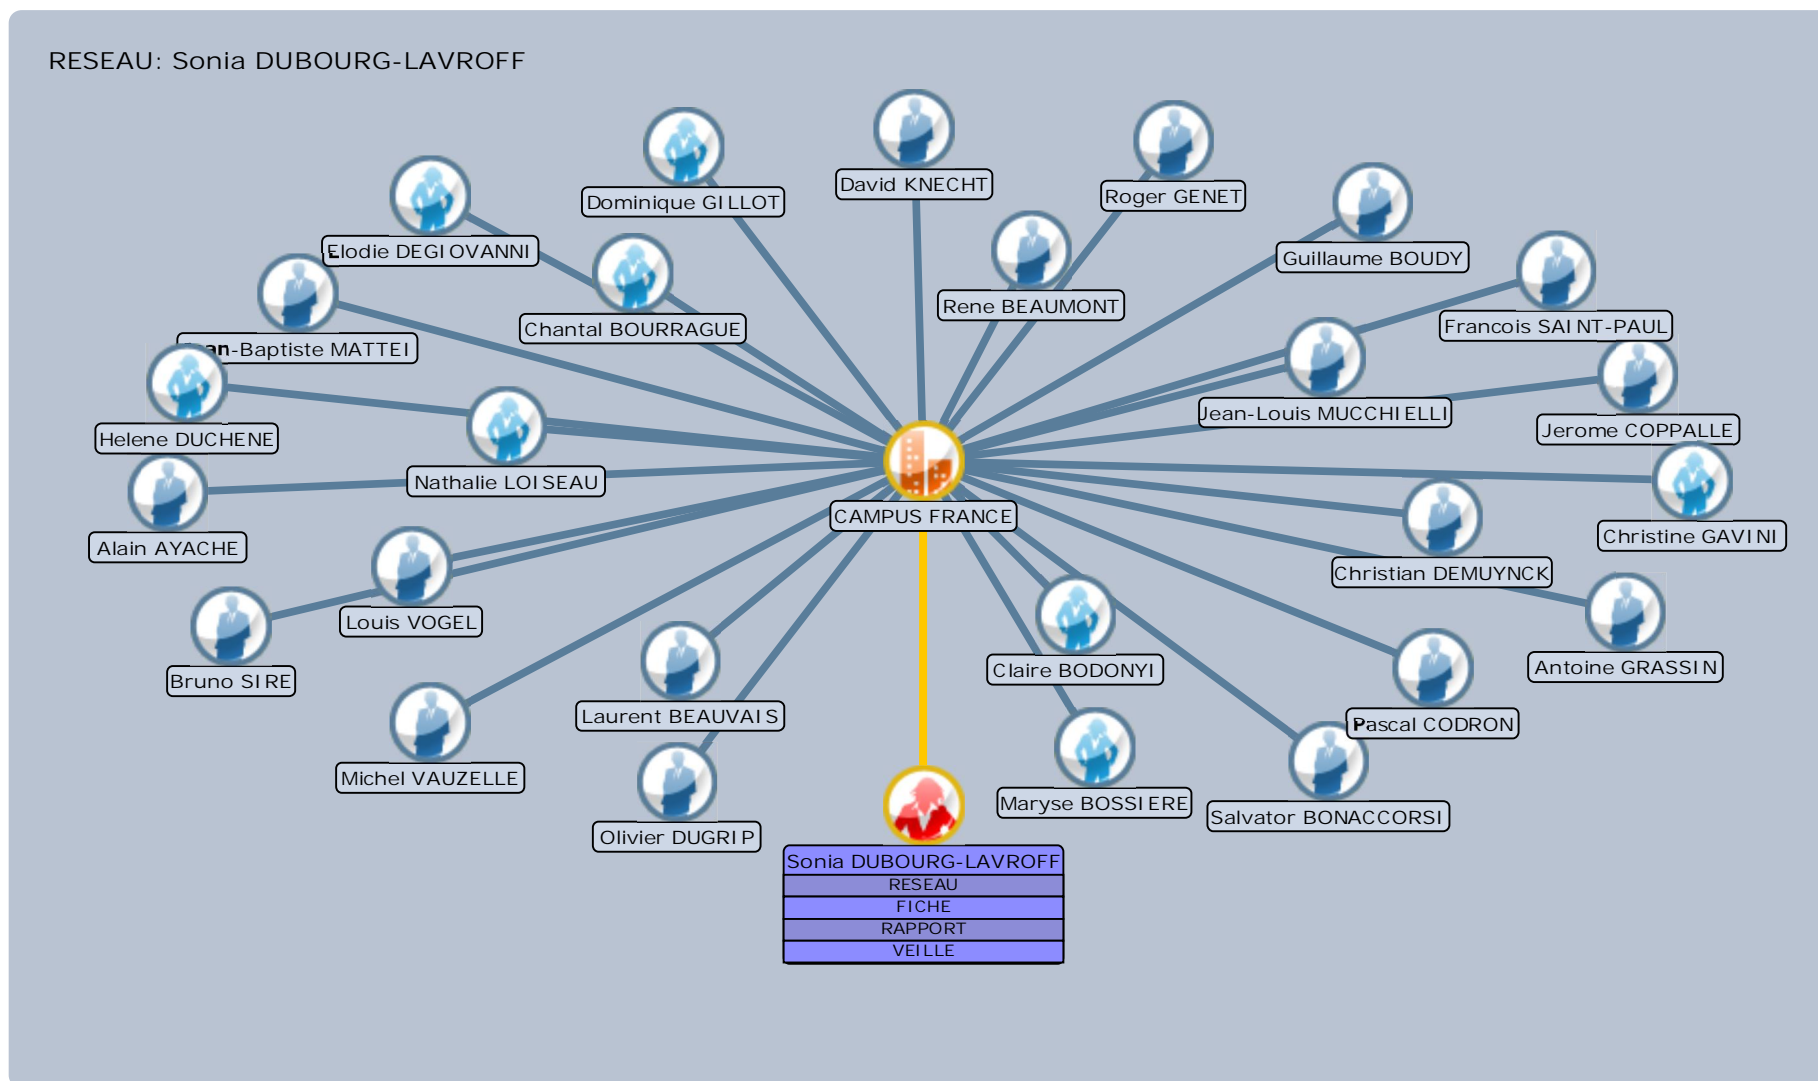 RESEAU: Sonia DUBOURG-LAVROFF
David KNECHT
Roger GENET
Dominique GILLOT
Elodie DEGIOVANNI
Guillaume BOUDY
Rene BEAUMONT
Chantal BOURRAGUE
Francois SAINT-PAUL
Jean-Baptiste MATTEI
Jean-Louis MUCCHIELLI
Jerome COPPALLE
Helene DUCHENE
Nathalie LOISEAU
CAMPUS FRANCE
Christine GAVINI
Alain AYACHE
Christian DEMUYNCK
Louis VOGEL
Claire BODONYI
Antoine GRASSIN
Bruno SIRE
Laurent BEAUVAIS
Pascal CODRON
Michel VAUZELLE
Maryse BOSSIERE
Salvator BONACCORSI
Olivier DUGRIP
Sonia DUBOURG-LAVROFF
RESEAU
FICHE
RAPPORT
VEILLE